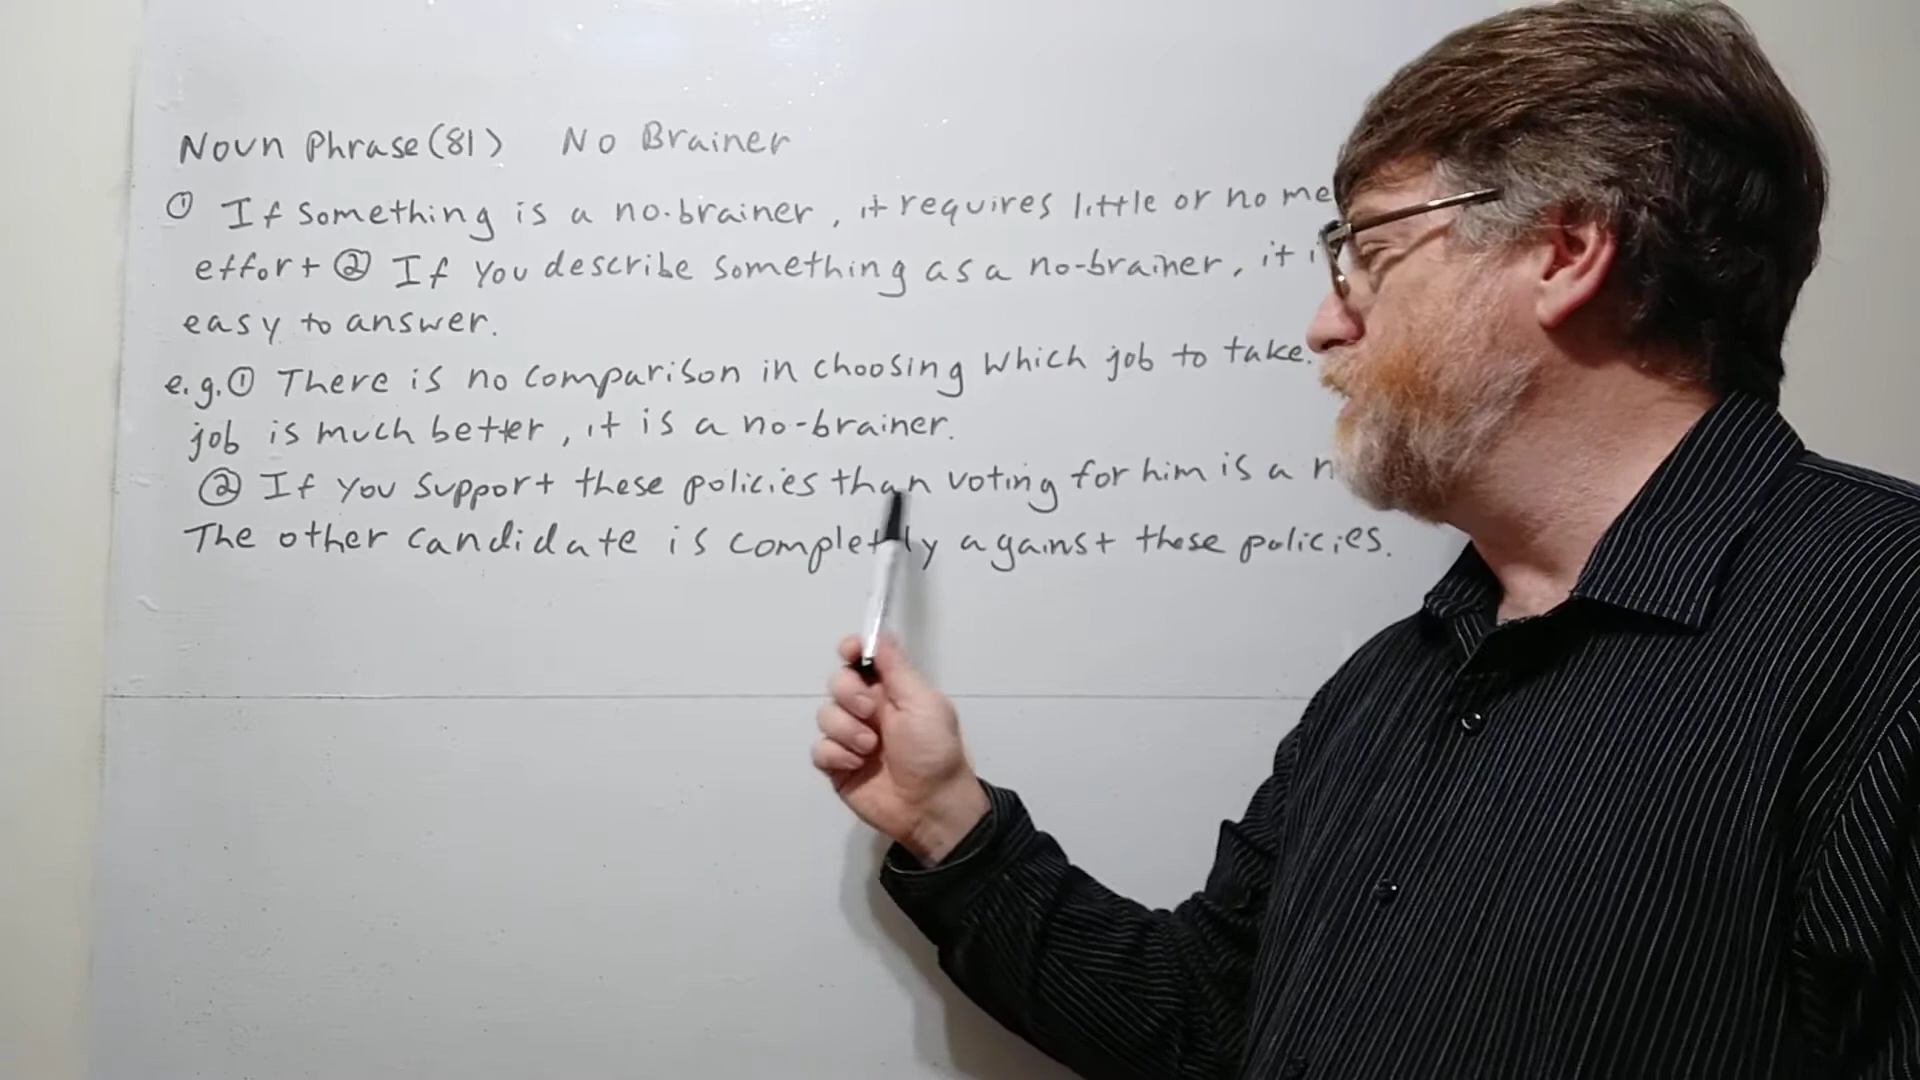 Noun Phrase (81) No Brainer
① If something is a no-brainer, it requires little or no
effort ② If you describe something as a no-brainer, it
easy to answer.
e.g. ① There is no comparison in choosing which job to take.
job is much better, it is a no-brainer.
② If you support these policies than voting for him is a
The other candidate is completly against these policies.